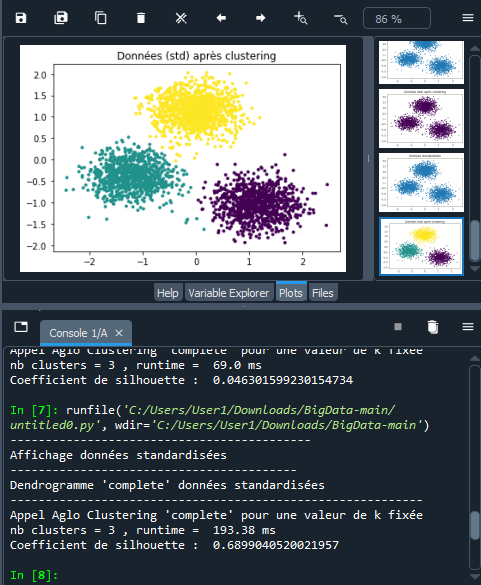 86 %
Données (std) après clustering
2.0
1.5
1.0
0.5
0.0
−0.5
−1.0
−1.5
−2.0
−2 −1 0 1 2
Help Variable Explorer Plots Files
Console 1/A
Appel Aglo Clustering 'complete' pour une valeur de k fixée
nb clusters = 3 , runtime =  69.0 ms
Coefficient de silhouette :  0.046301599230154734
In [7]: runfile('C:/Users/User1/Downloads/BigData-main/
untitled0.py', wdir='C:/Users/User1/Downloads/BigData-main')
-----------------------------------------
Affichage données standardisées
---------------------------------------
Dendrogramme 'complete' données standardisées
--------------------------------------------------------
Appel Aglo Clustering 'complete' pour une valeur de k fixée
nb clusters = 3 , runtime =  193.38 ms
Coefficient de silhouette :  0.6899040520021957
In [8]: